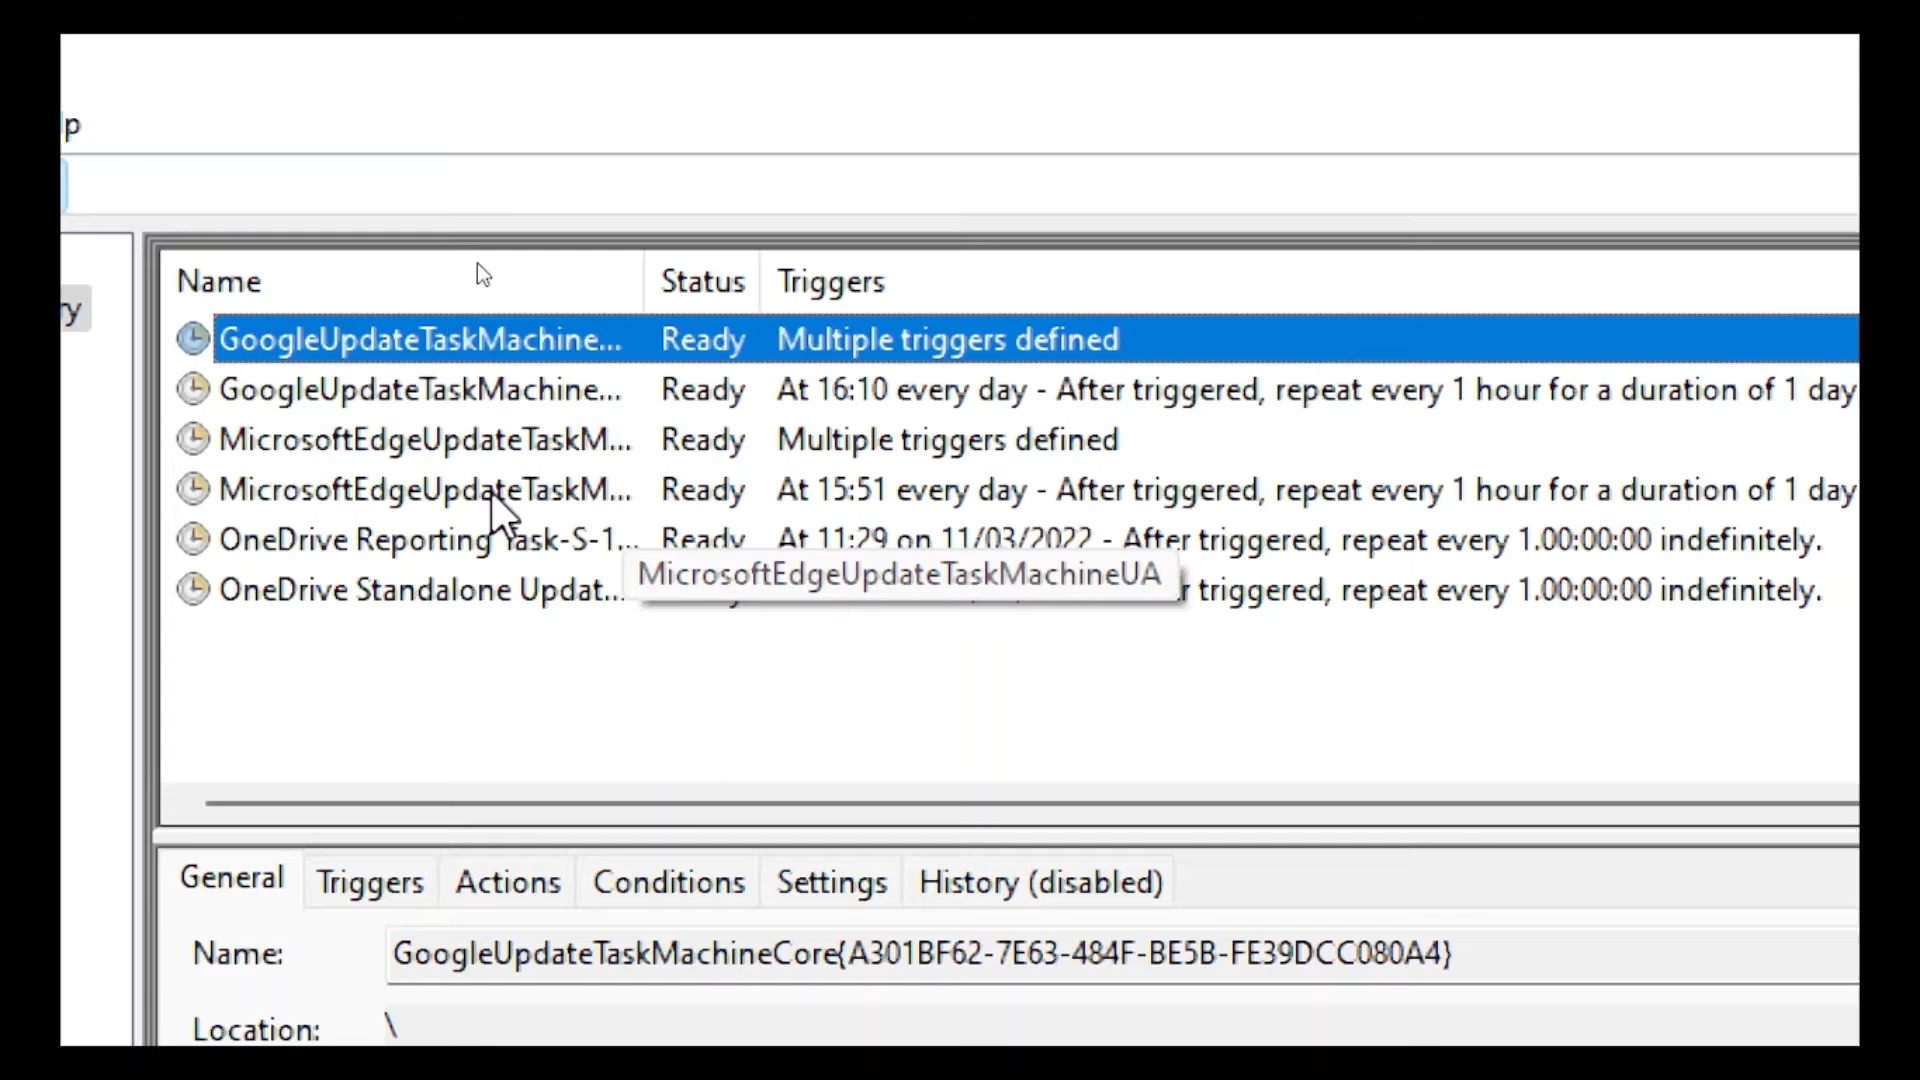 lp
ry
Name Status Triggers
GoogleUpdateTaskMachine... Ready Multiple triggers defined
GoogleUpdateTaskMachine... Ready At 16:10 every day - After triggered, repeat every 1 hour for a duration of 1 day
MicrosoftEdgeUpdateTaskM... Ready Multiple triggers defined
MicrosoftEdgeUpdateTaskM... Ready At 15:51 every day - After triggered, repeat every 1 hour for a duration of 1 day
OneDrive Reporting Task-S-1... Ready At 11:29 on 11/03/2022 - After triggered, repeat every 1.00:00:00 indefinitely.
MicrosoftEdgeUpdateTaskMachineUA
OneDrive Standalone Updat... triggered, repeat every 1.00:00:00 indefinitely.
General Triggers Actions Conditions Settings History (disabled)
Name: GoogleUpdateTaskMachineCore{A301BF62-7E63-484F-BE5B-FE39DCC080A4}
Location: \